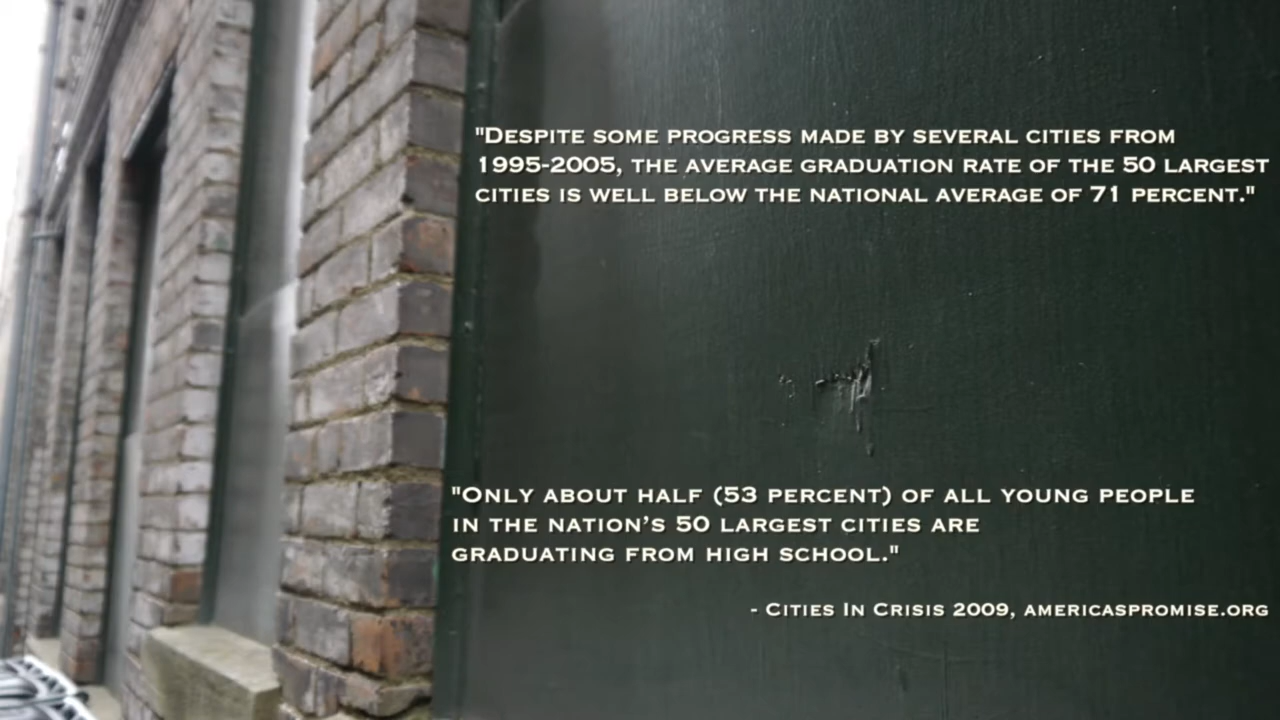 "Despite some progress made by several cities from
1995-2005, the average graduation rate of the 50 largest
cities is well below the national average of 71 percent."
"Only about half (53 percent) of all young people
in the nation's 50 largest cities are
graduating from high school."
- Cities In Crisis 2009, americaspromise.org